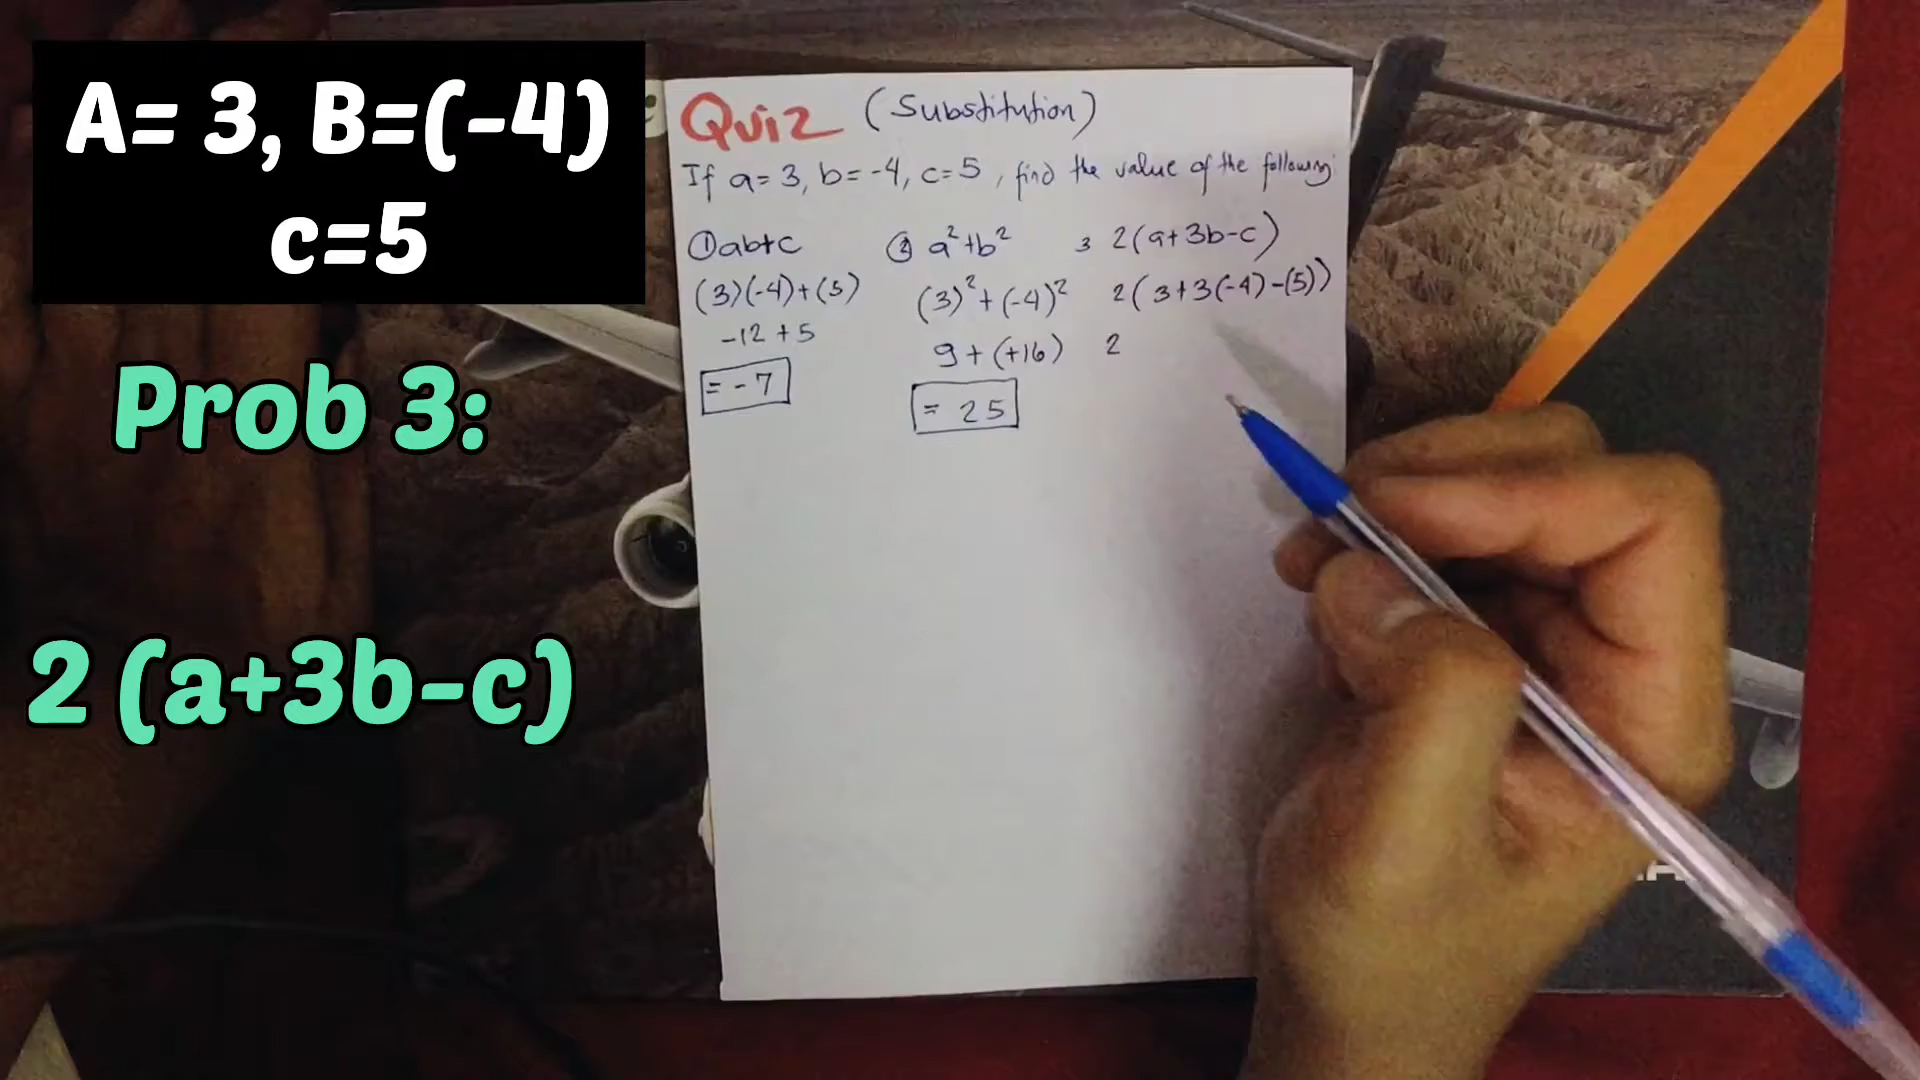 A= 3, B=(-4)
c=5
Prob 3:
2 (a+3b-c)
Quiz (Substitution)
If a=3, b=-4, c=5, find the value of the following:
① ab+c
(3)(-4)+(5)
-12 +5
= -7
② a²+b²
(3)²+(-4)²
9+(+16)
= 25
3 2(a+3b-c)
2(3+3(-4)-(5))
2